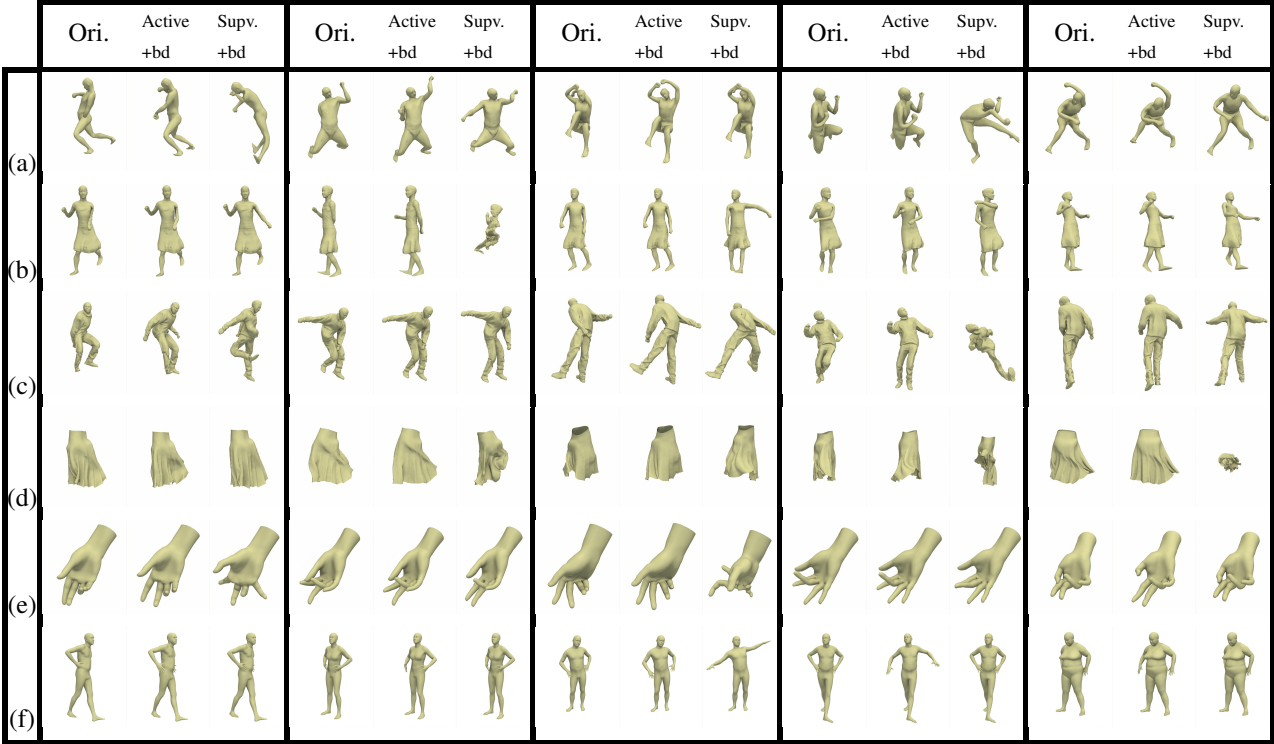 Ori. Active +bd Supv. +bd Ori. Active +bd Supv. +bd Ori. Active +bd Supv. +bd Ori. Active +bd Supv. +bd Ori. Active +bd Supv. +bd
(a)
(b)
(c)
(d)
(e)
(f)